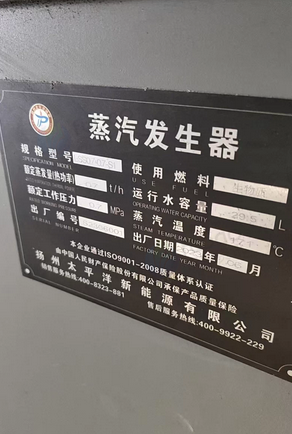 蒸汽发生器
规格型号 使用燃料
SPECIFICATION MODEL USE FUEL
额定蒸发量(热功率) t/h 运行水容量 29.5 L
OPERATING WATER CAPACITY
额定工作压力 MPa 蒸汽温度 ℃
STEAM TEMPERATURE
出厂编号 出厂日期 年 月
SERIAL NUMBER FACTORY DATE YEAR MONTH
本企业通过ISO9001-2008质量体系认证
由中国人民财产保险股份有限公司承保产品质量保险
扬州太平洋新能源有限公司
销售服务热线:400-8323-881 售后服务热线:400-9922-229